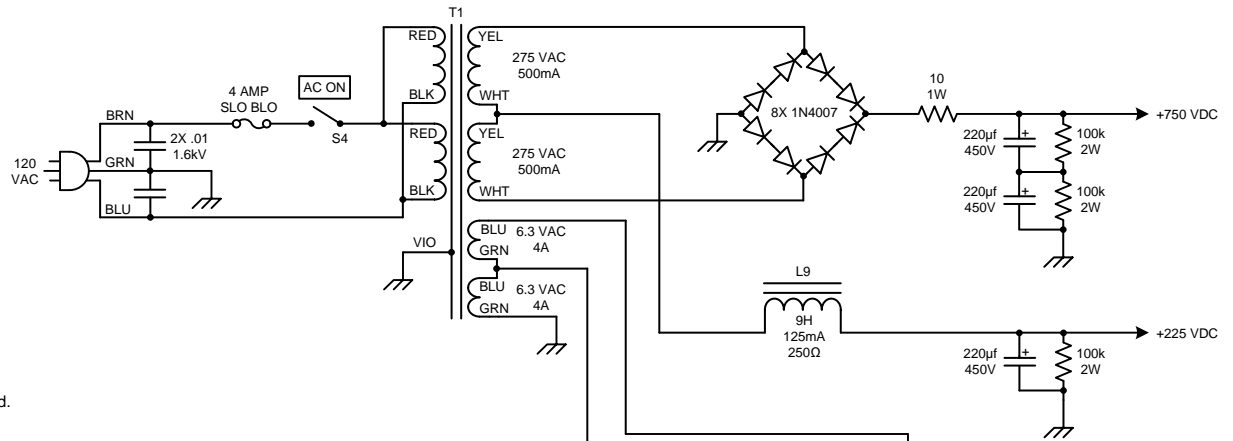 T1
RED
YEL
275 VAC
500mA
4 AMP
SLO BLO
AC ON
BLK
WHT
8X 1N4007
10
1W
+750 VDC
BRN
S4
RED
YEL
2X .01
1.6kV
220µf
450V
+
100k
2W
120
VAC
GRN
275 VAC
500mA
BLK
WHT
220µf
450V
+
100k
2W
BLU
BLU
6.3 VAC
4A
VIO
GRN
L9
BLU
6.3 VAC
4A
GRN
9H
125mA
250Ω
+225 VDC
220µf
450V
+
100k
2W
d.